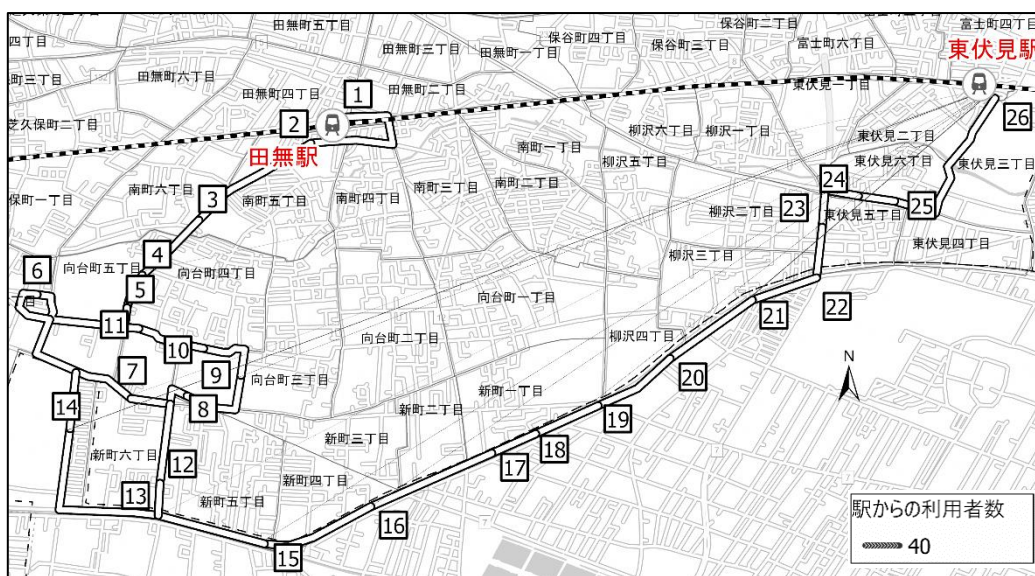 四丁目
保谷町二丁目
保谷町四丁目
富士町四丁目
田無町五丁目
田無町三丁目
田無町一丁目
保谷町三丁目
富士町六丁目
東伏見駅
町三丁目
田無町六丁目
田無町四丁目
1
田無町二丁目
東伏見一丁目
26
芝久保町二丁目
2
田無駅
柳沢六丁目
柳沢一丁目
東伏見二丁目
南町一丁目
柳沢五丁目
東伏見六丁目
東伏見三丁目
南町六丁目
3
南町五丁目
南町四丁目
南町三丁目
南町二丁目
24
保町一丁目
23
柳沢二丁目
25
東伏見五丁目
4
東伏見四丁目
6
向台町五丁目
向台町四丁目
柳沢三丁目
5
22
向台町一丁目
21
11
10
向台町二丁目
柳沢四丁目
N
9
20
7
向台町三丁目
8
新町一丁目
14
新町二丁目
19
新町三丁目
18
新町六丁目
12
17
新町四丁目
13
新町五丁目
16
15
駅からの利用者数
40